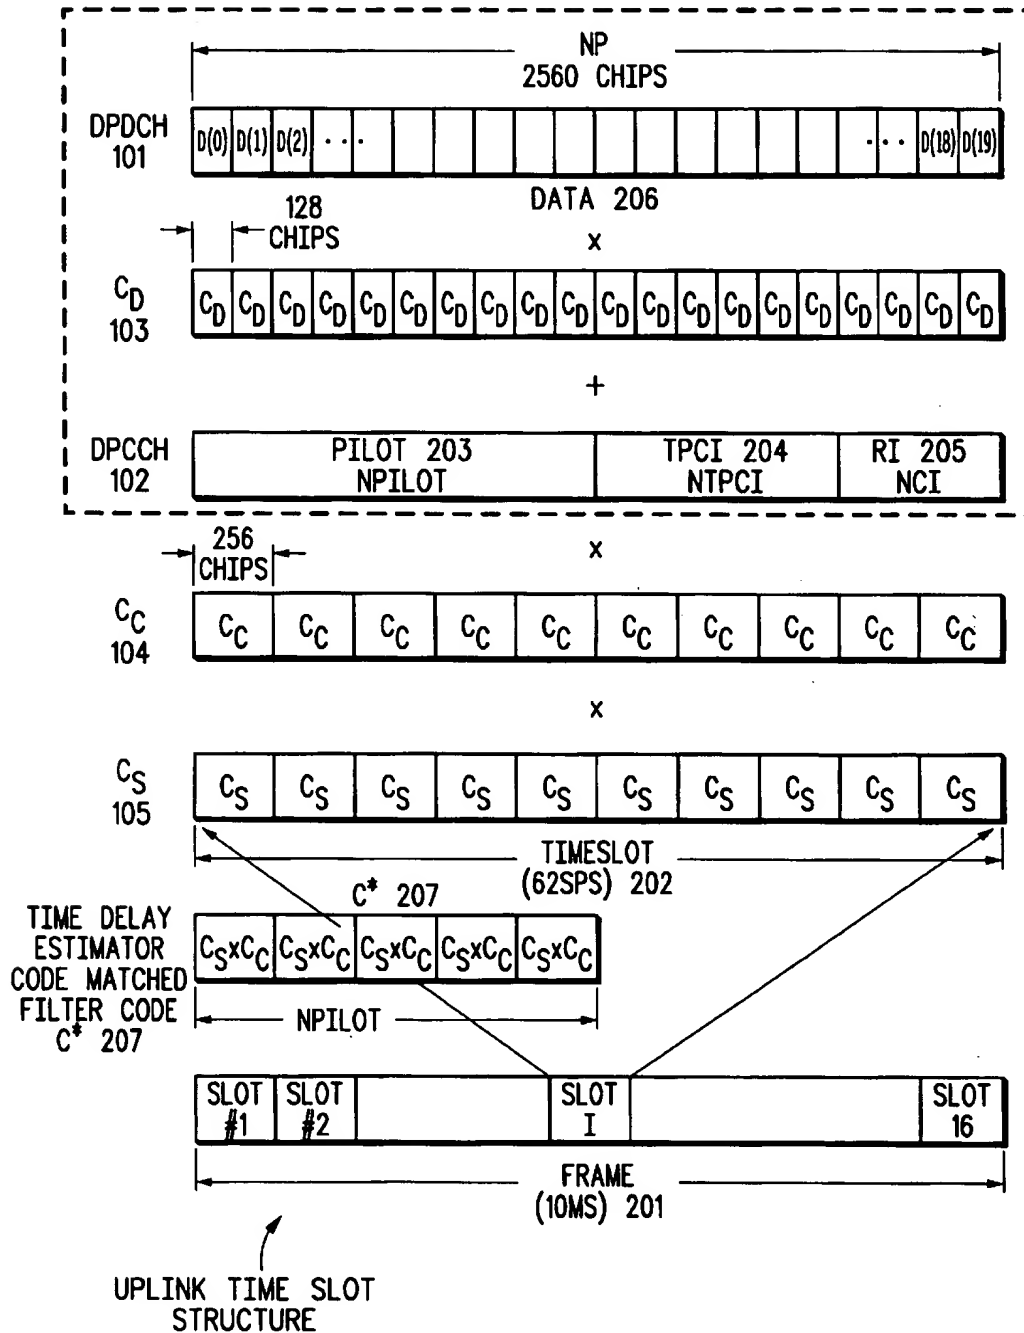 NP
2560 CHIPS
DPDCH
101
D(0) D(1) D(2) ... ... D(18) D(19)
DATA 206
128
CHIPS
x
CD
103
CD CD CD CD CD CD CD CD CD CD CD CD CD CD CD CD CD CD CD CD
+
DPCCH
102
PILOT 203
NPILOT
TPCI 204
NTPCI
RI 205
NCI
256
CHIPS
x
CC
104
CC CC CC CC CC CC CC CC CC CC
x
CS
105
CS CS CS CS CS CS CS CS CS CS
TIMESLOT
(62SPS) 202
C* 207
TIME DELAY
ESTIMATOR
CODE MATCHED
FILTER CODE
C* 207
CSxCC CSxCC CSxCC CSxCC CSxCC
NPILOT
SLOT
#1
SLOT
#2
SLOT
I
SLOT
16
FRAME
(10MS) 201
UPLINK TIME SLOT
STRUCTURE